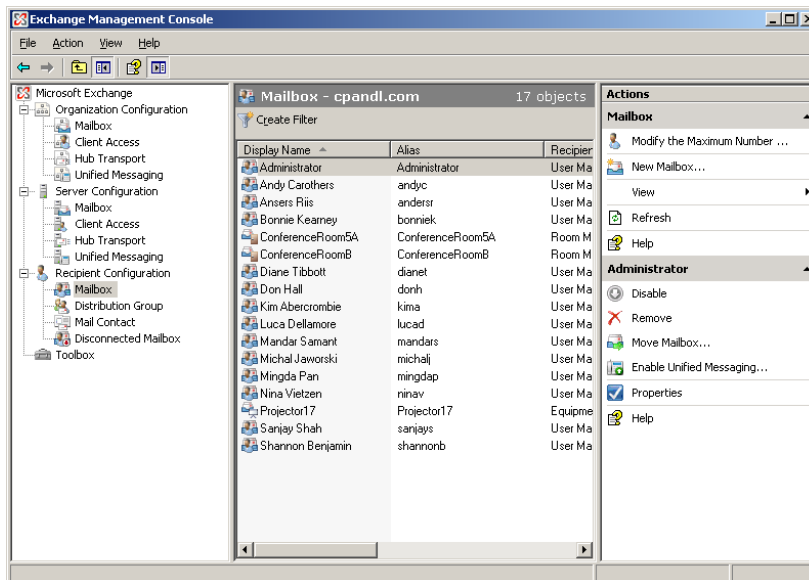 Exchange Management Console
File Action View Help
Microsoft Exchange
Organization Configuration
Mailbox
Client Access
Hub Transport
Unified Messaging
Server Configuration
Mailbox
Client Access
Hub Transport
Unified Messaging
Recipient Configuration
Mailbox
Distribution Group
Mail Contact
Disconnected Mailbox
Toolbox
Mailbox - cpandl.com 17 objects
Create Filter
Display Name Alias Recipien
Administrator Administrator User Ma
Andy Carothers andyc User Ma
Ansers Riis andersr User Ma
Bonnie Kearney bonniek User Ma
ConferenceRoom5A ConferenceRoom5A Room M
ConferenceRoomB ConferenceRoomB Room M
Diane Tibbott dianet User Ma
Don Hall donh User Ma
Kim Abercrombie kima User Ma
Luca Dellamore lucad User Ma
Mandar Samant mandars User Ma
Michal Jaworski michalj User Ma
Mingda Pan mingdap User Ma
Nina Vietzen ninav User Ma
Projector17 Projector17 Equipme
Sanjay Shah sanjays User Ma
Shannon Benjamin shannonb User Ma
Actions
Mailbox
Modify the Maximum Number ...
New Mailbox...
View
Refresh
Help
Administrator
Disable
Remove
Move Mailbox...
Enable Unified Messaging...
Properties
Help